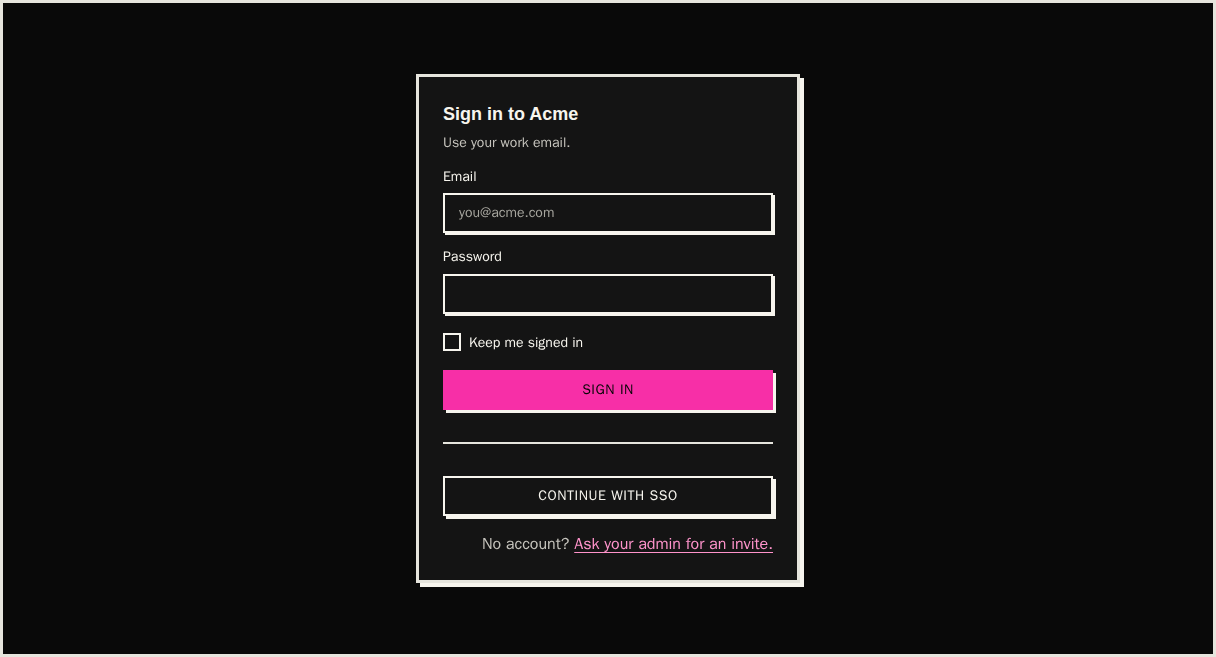 Sign in to Acme
Use your work email.
Email
you@acme.com
Password
Keep me signed in
SIGN IN
CONTINUE WITH SSO
No account? Ask your admin for an invite.